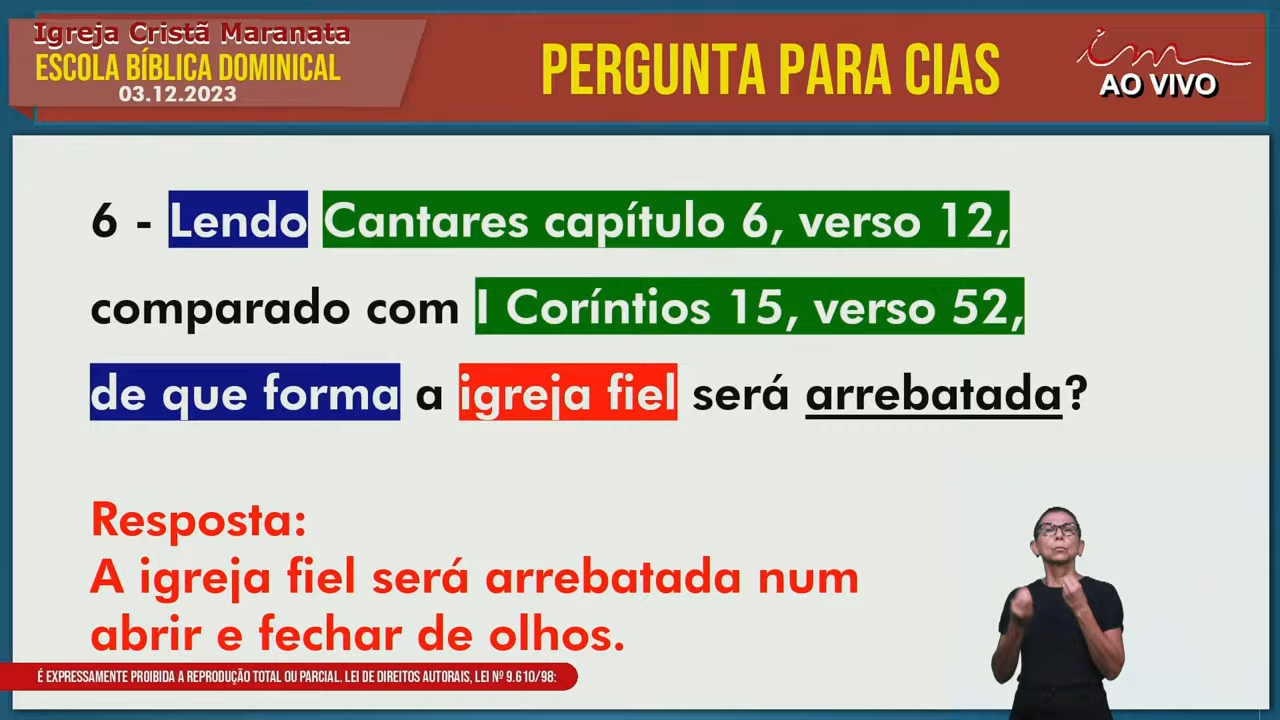 Igreja Cristã Maranata
ESCOLA BÍBLICA DOMINICAL
03.12.2023
PERGUNTA PARA CIAS
im
AO VIVO
6 - Lendo Cantares capítulo 6, verso 12,
comparado com I Coríntios 15, verso 52,
de que forma a igreja fiel será arrebatada?
Resposta:
A igreja fiel será arrebatada num
abrir e fechar de olhos.
É EXPRESSAMENTE PROIBIDA A REPRODUÇÃO TOTAL OU PARCIAL. LEI DE DIREITOS AUTORAIS, LEI Nº 9.610/98: